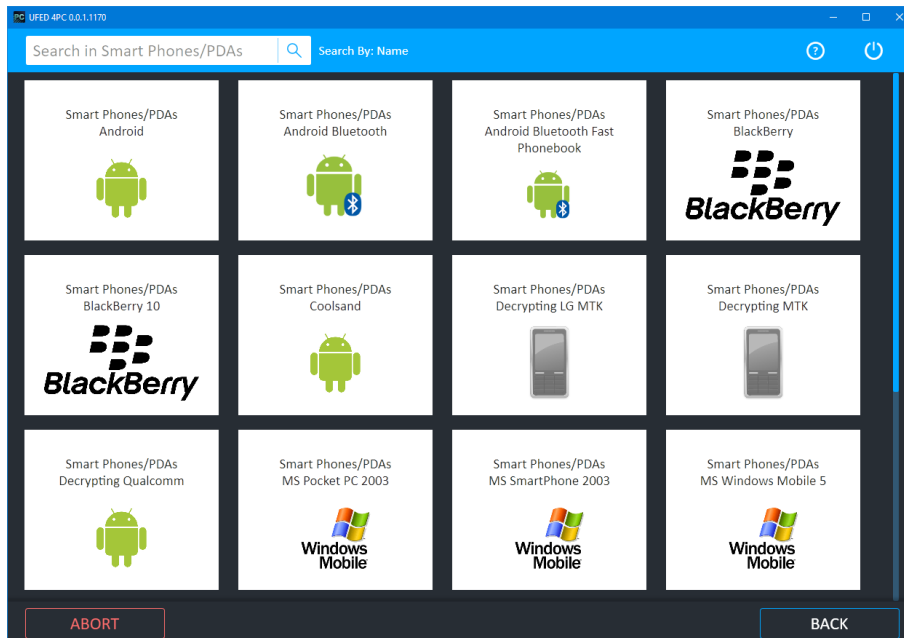 PC UFED 4PC 0.0.1.1170
Search in Smart Phones/PDAs
Search By: Name
?
Smart Phones/PDAs
Android
Smart Phones/PDAs
Android Bluetooth
Smart Phones/PDAs
Android Bluetooth Fast
Phonebook
Smart Phones/PDAs
BlackBerry
BlackBerry
Smart Phones/PDAs
BlackBerry 10
BlackBerry
Smart Phones/PDAs
Coolsand
Smart Phones/PDAs
Decrypting LG MTK
Smart Phones/PDAs
Decrypting MTK
Smart Phones/PDAs
Decrypting Qualcomm
Smart Phones/PDAs
MS Pocket PC 2003
Windows
Mobile
Smart Phones/PDAs
MS SmartPhone 2003
Windows
Mobile
Smart Phones/PDAs
MS Windows Mobile 5
Windows
Mobile
ABORT
BACK